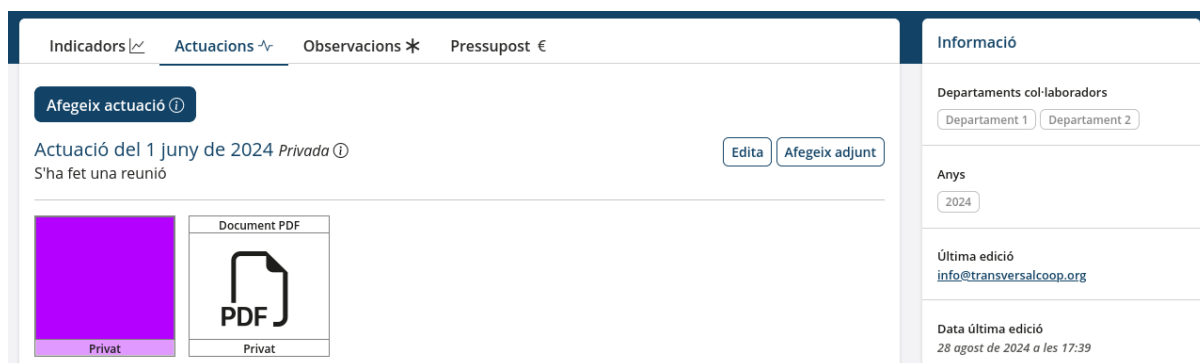 Indicadors
Actuacions
Observacions
Pressupost €
Afegeix actuació
Actuació del 1 juny de 2024 Privada
S'ha fet una reunió
Edita
Afegeix adjunt
Privat
Document PDF
PDF
Privat
Informació
Departaments col·laboradors
Departament 1
Departament 2
Anys
2024
Última edició
info@transversalcoop.org
Data última edició
28 agost de 2024 a les 17:39